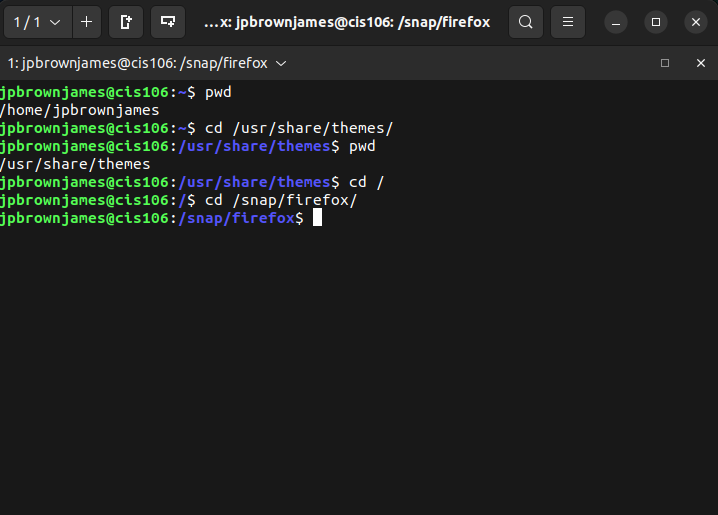 1 / 1
...x: jpbrownjames@cis106: /snap/firefox
1: jpbrownjames@cis106: /snap/firefox
jpbrownjames@cis106:~$ pwd
/home/jpbrownjames
jpbrownjames@cis106:~$ cd /usr/share/themes/
jpbrownjames@cis106:/usr/share/themes$ pwd
/usr/share/themes
jpbrownjames@cis106:/usr/share/themes$ cd /
jpbrownjames@cis106:/$ cd /snap/firefox/
jpbrownjames@cis106:/snap/firefox$